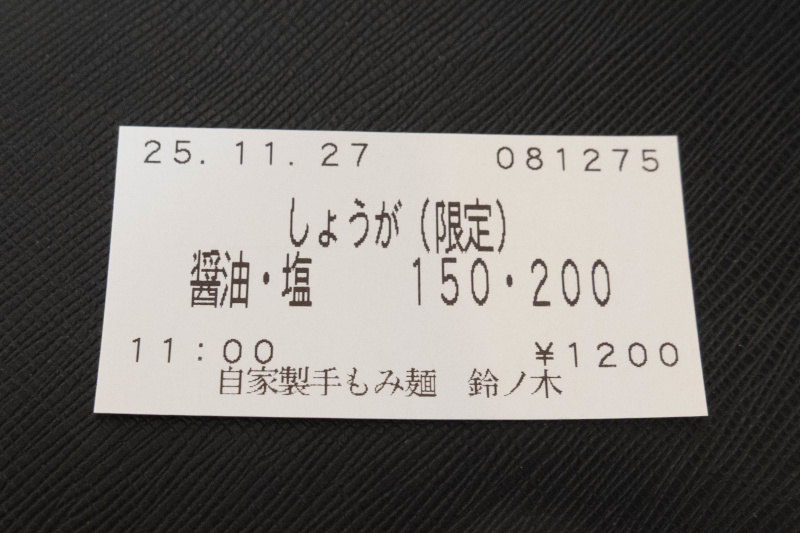 25.11.27 081275
しょうが(限定)
醤油・塩 150・200
11:00 ¥1200
自家製手もみ麺 鈴ノ木